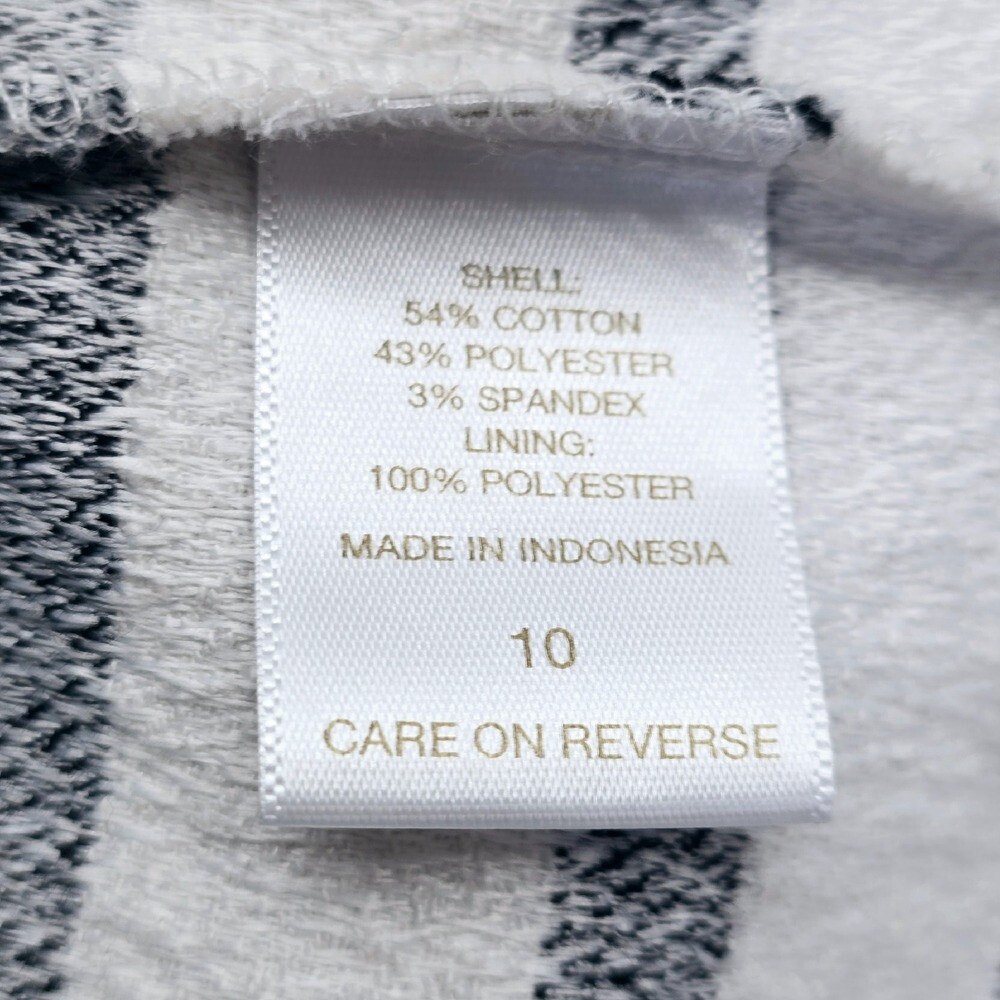 SHELL:
54% COTTON
43% POLYESTER
3% SPANDEX
LINING:
100% POLYESTER
MADE IN INDONESIA
10
CARE ON REVERSE